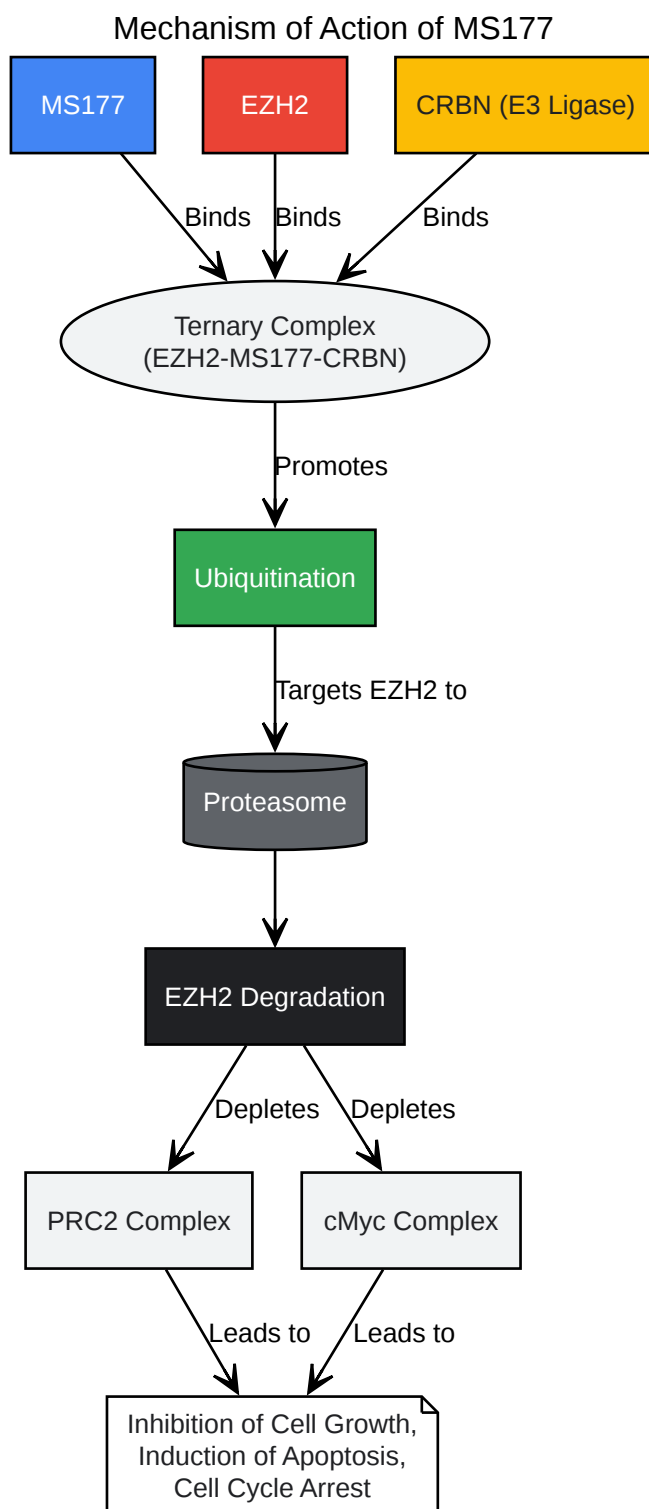 Mechanism of Action of MS177
MS177
EZH2
CRBN (E3 Ligase)
Binds
Binds
Binds
Ternary Complex
(EZH2-MS177-CRBN)
Promotes
Ubiquitination
Targets EZH2 to
Proteasome
EZH2 Degradation
Depletes
Depletes
PRC2 Complex
cMyc Complex
Leads to
Leads to
Inhibition of Cell Growth,
Induction of Apoptosis,
Cell Cycle Arrest